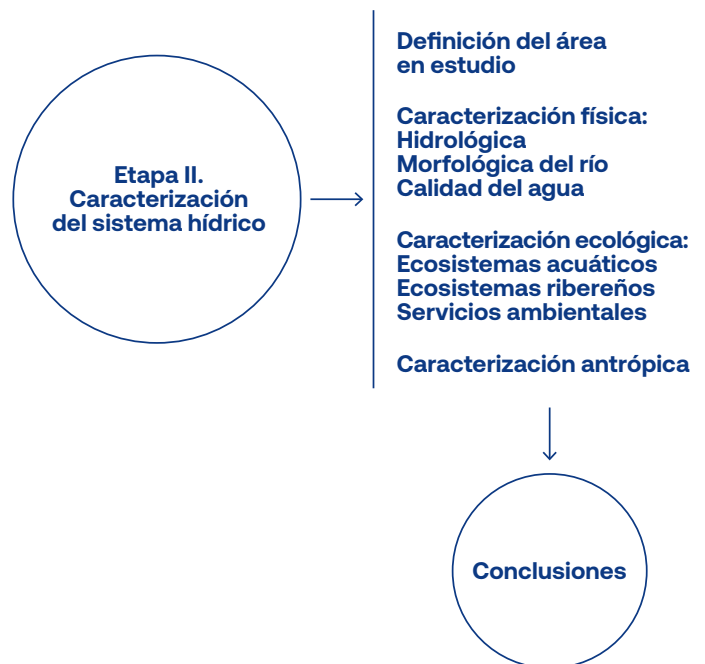 Etapa II.
Caracterización
del sistema hídrico
Definición del área
en estudio
Caracterización física:
Hidrológica
Morfológica del río
Calidad del agua
Caracterización ecológica:
Ecosistemas acuáticos
Ecosistemas ribereños
Servicios ambientales
Caracterización antrópica
Conclusiones